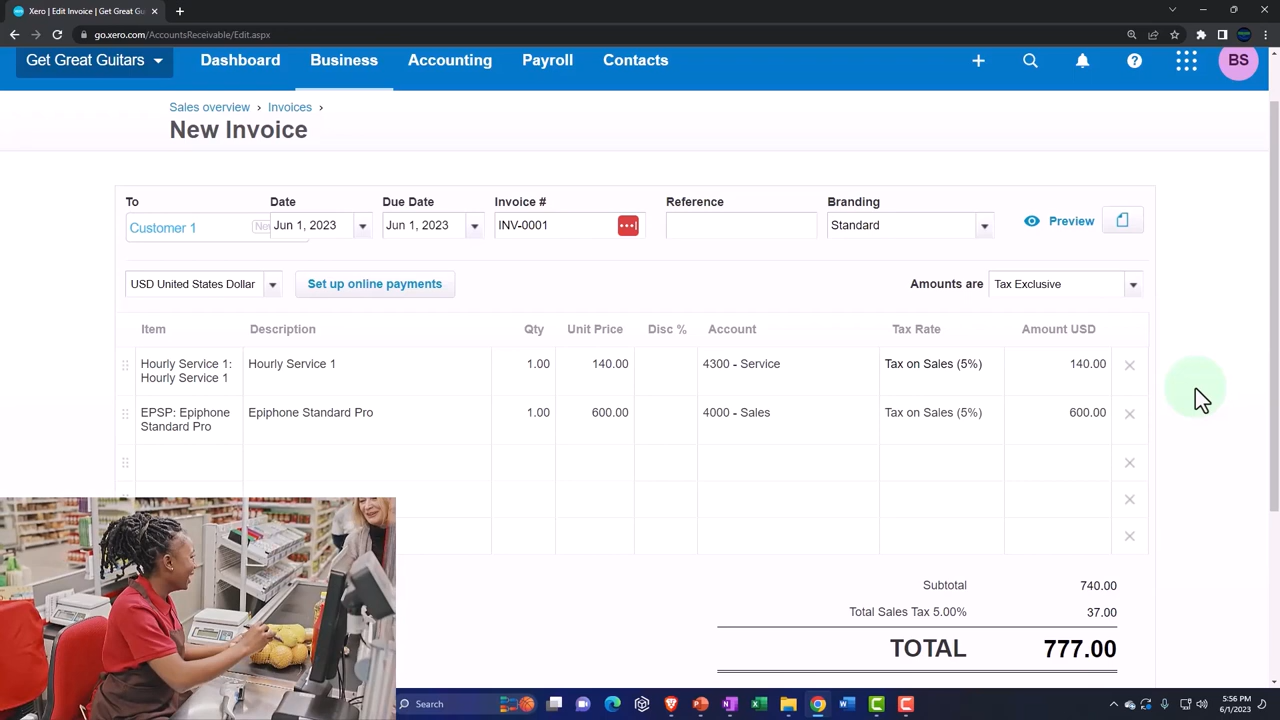 Xero | Edit Invoice | Get Great Gui
go.xero.com/AccountsReceivable/Edit.aspx
Get Great Guitars Dashboard Business Accounting Payroll Contacts BS
Sales overview › Invoices ›
New Invoice
To Date Due Date Invoice # Reference Branding
Customer 1 Jun 1, 2023 Jun 1, 2023 INV-0001 Standard Preview
USD United States Dollar Set up online payments Amounts are Tax Exclusive
Item Description Qty Unit Price Disc % Account Tax Rate Amount USD
Hourly Service 1: Hourly Service 1 1.00 140.00 4300 - Service Tax on Sales (5%) 140.00
Hourly Service 1
EPSP: Epiphone Epiphone Standard Pro 1.00 600.00 4000 - Sales Tax on Sales (5%) 600.00
Standard Pro
Subtotal 740.00
Total Sales Tax 5.00% 37.00
TOTAL 777.00
Search 5:56 PM
6/1/2023